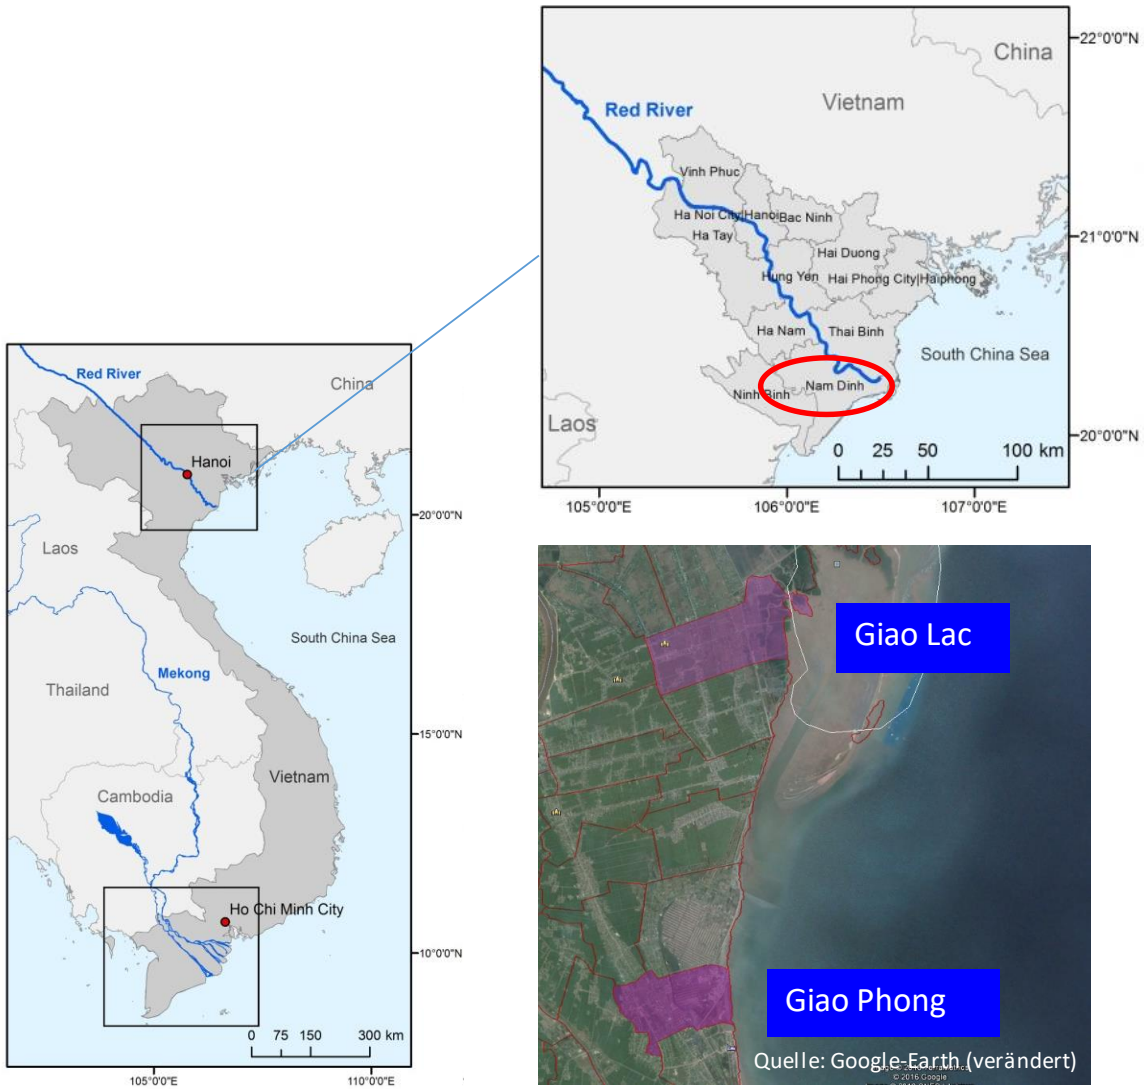 Red River
China
Hanoi
20°0'0"N
Laos
South China Sea
Mekong
Thailand
15°0'0"N
Vietnam
Cambodia
Ho Chi Minh City
10°0'0"N
0 75 150 300 km
105°0'0"E 110°0'0"E
22°0'0"N
China
Vietnam
Red River
Vinh Phuc
Ha Noi City|Hanoi Bac Ninh
21°0'0"N
Ha Tay
Hai Duong
Hung Yen Hai Phong City|Haiphong
Ha Nam Thai Binh
South China Sea
Nam Dinh
Ninh Binh
Laos
20°0'0"N
0 25 50 100 km
105°0'0"E 106°0'0"E 107°0'0"E
Giao Lac
Giao Phong
Quelle: Google-Earth (verändert)
© 2016 Google